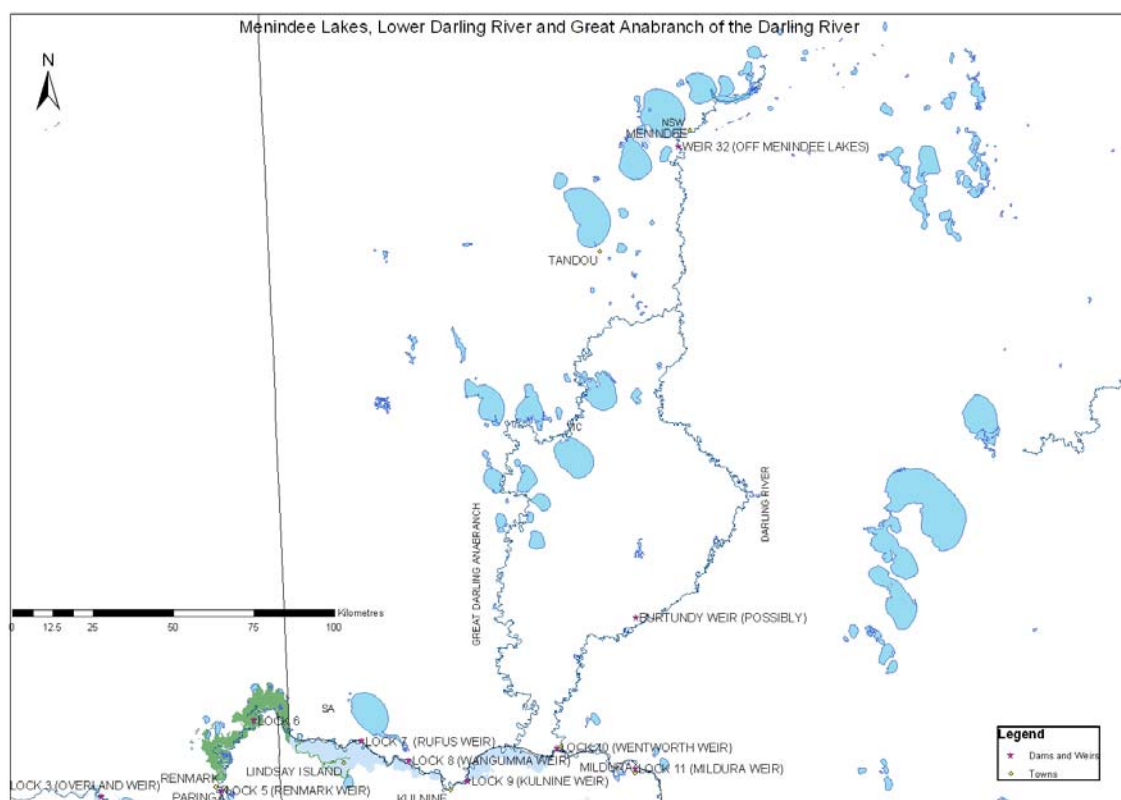 Menindee Lakes, Lower Darling River and Great Anabranch of the Darling River
N
NSW
MENINDEE
WEIR 32 (OFF MENINDEE LAKES)
TANDOU
VIC
GREAT DARLING ANABRANCH
DARLING RIVER
Kilometres
0 12.5 25 50 75 100
BURTUNDY WEIR (POSSIBLY)
SA
LOCK 6
LOCK 7 (RUFUS WEIR)
LOCK 10 (WENTWORTH WEIR)
LOCK 8 (WANGUMMA WEIR)
LINDSAY ISLAND
MILDURA
LOCK 11 (MILDURA WEIR)
RENMARK
LOCK 9 (KULNINE WEIR)
LOCK 3 (OVERLAND WEIR)
LOCK 5 (RENMARK WEIR)
PARINGA
KULNINE
Legend
Dams and Weirs
Towns